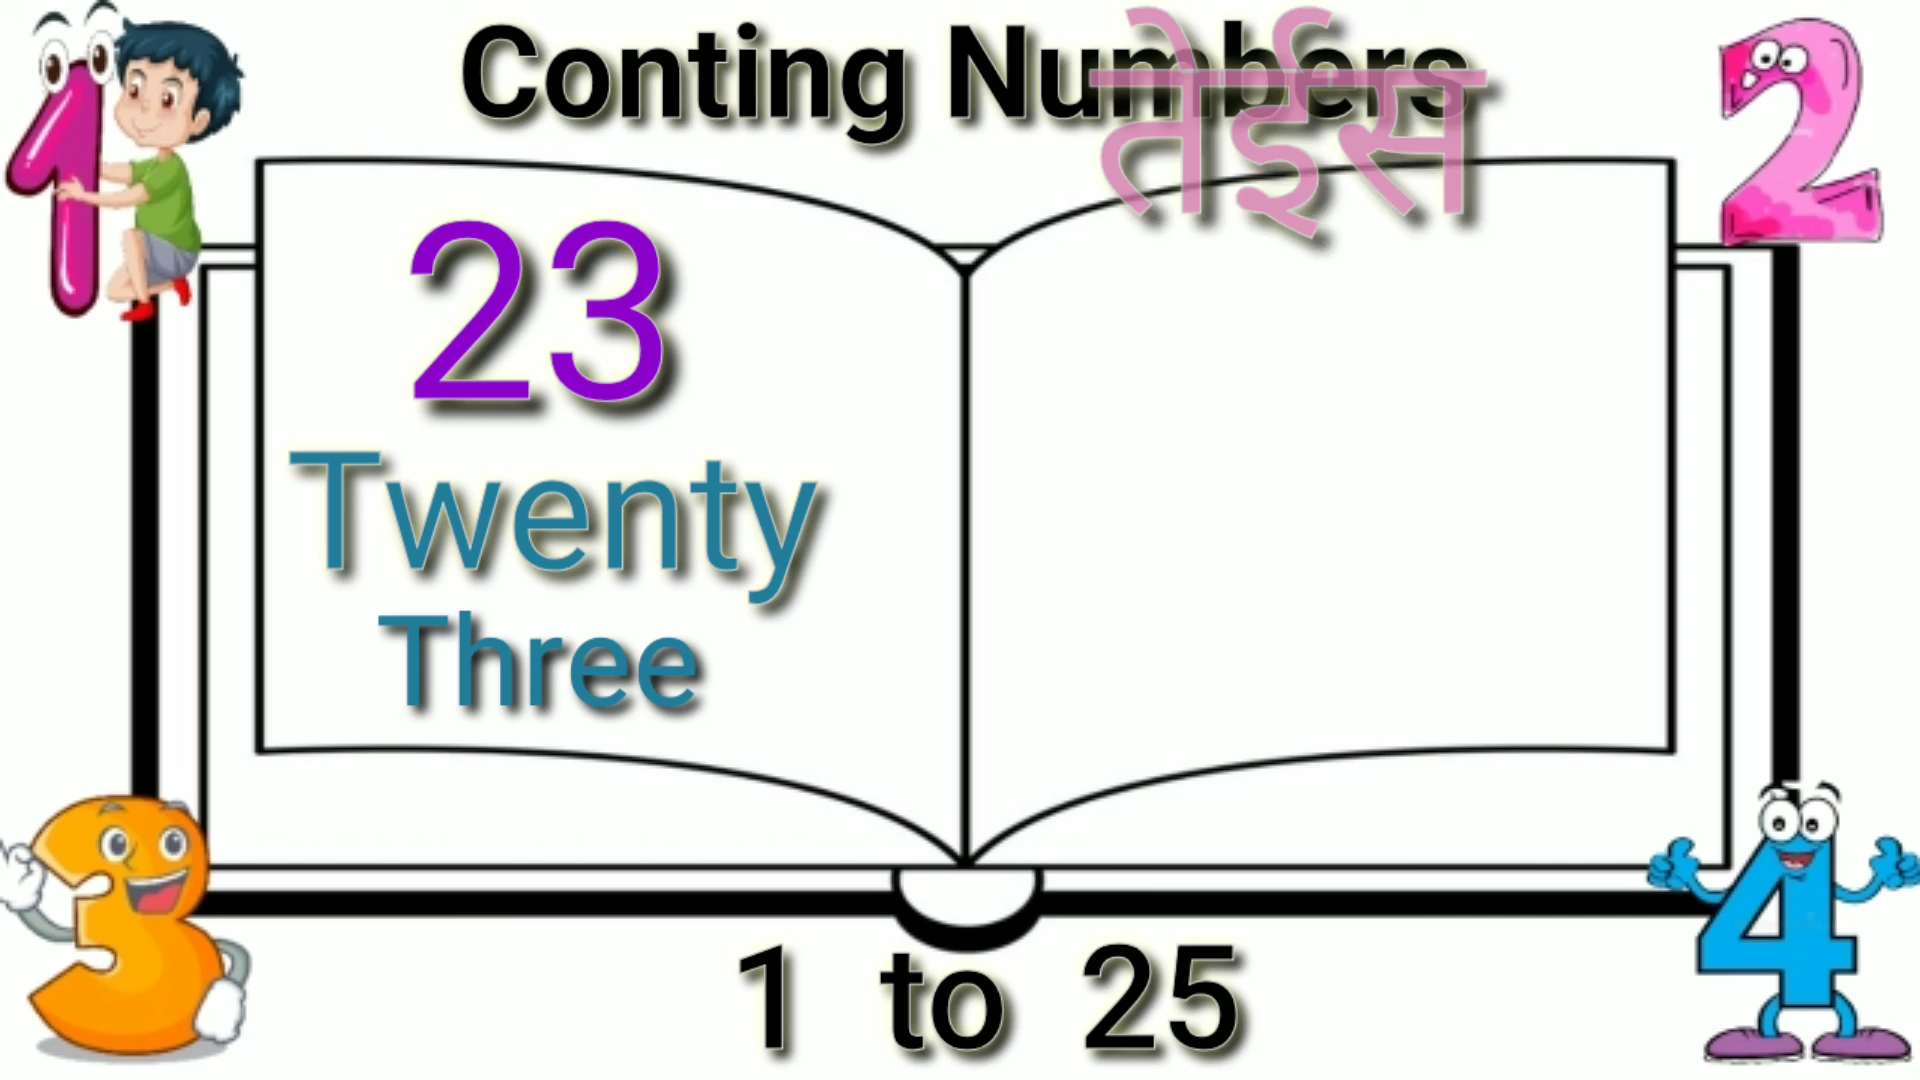 Conting Numbers
तेईस
23
Twenty
Three
1 to 25